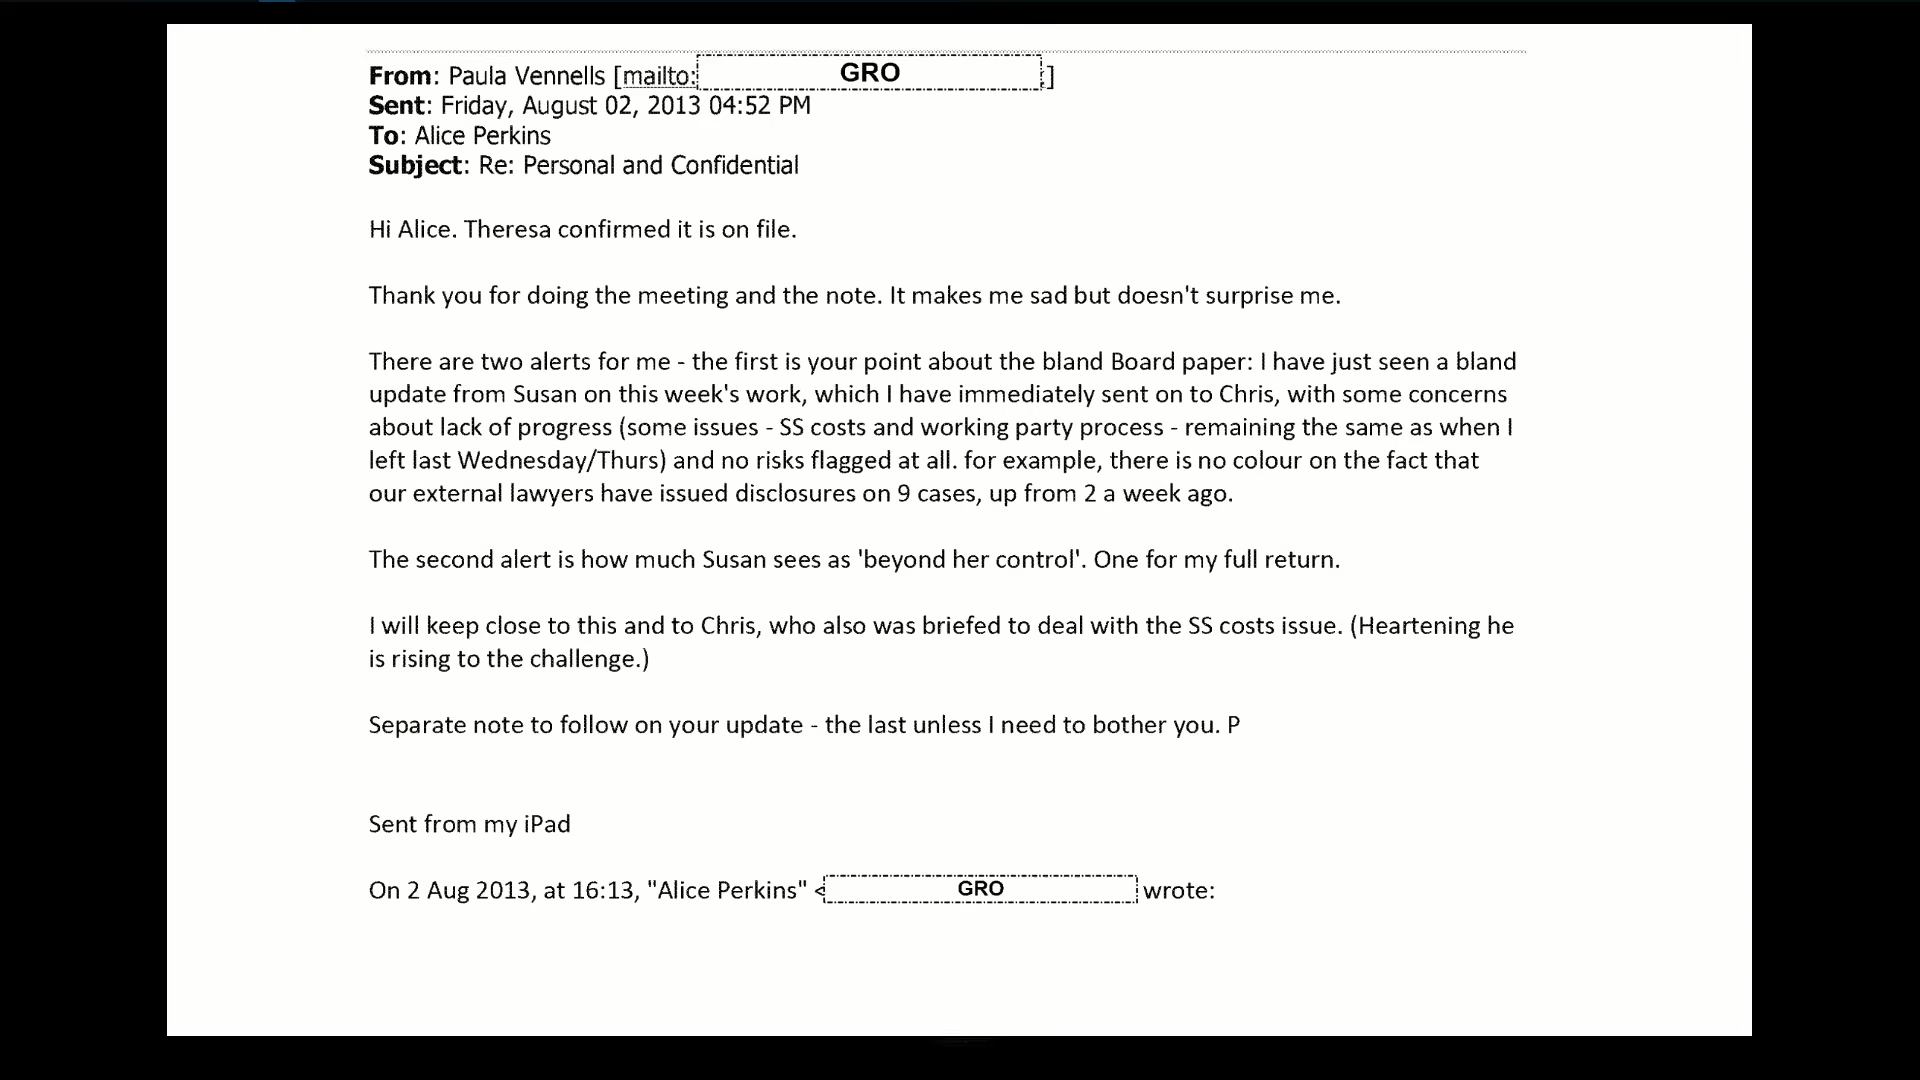 From: Paula Vennells [mailto: GRO ]
Sent: Friday, August 02, 2013 04:52 PM
To: Alice Perkins
Subject: Re: Personal and Confidential
Hi Alice. Theresa confirmed it is on file.
Thank you for doing the meeting and the note. It makes me sad but doesn't surprise me.
There are two alerts for me - the first is your point about the bland Board paper: I have just seen a bland
update from Susan on this week's work, which I have immediately sent on to Chris, with some concerns
about lack of progress (some issues - SS costs and working party process - remaining the same as when I
left last Wednesday/Thurs) and no risks flagged at all. for example, there is no colour on the fact that
our external lawyers have issued disclosures on 9 cases, up from 2 a week ago.
The second alert is how much Susan sees as 'beyond her control'. One for my full return.
I will keep close to this and to Chris, who also was briefed to deal with the SS costs issue. (Heartening he
is rising to the challenge.)
Separate note to follow on your update - the last unless I need to bother you. P
Sent from my iPad
On 2 Aug 2013, at 16:13, "Alice Perkins" < GRO wrote: